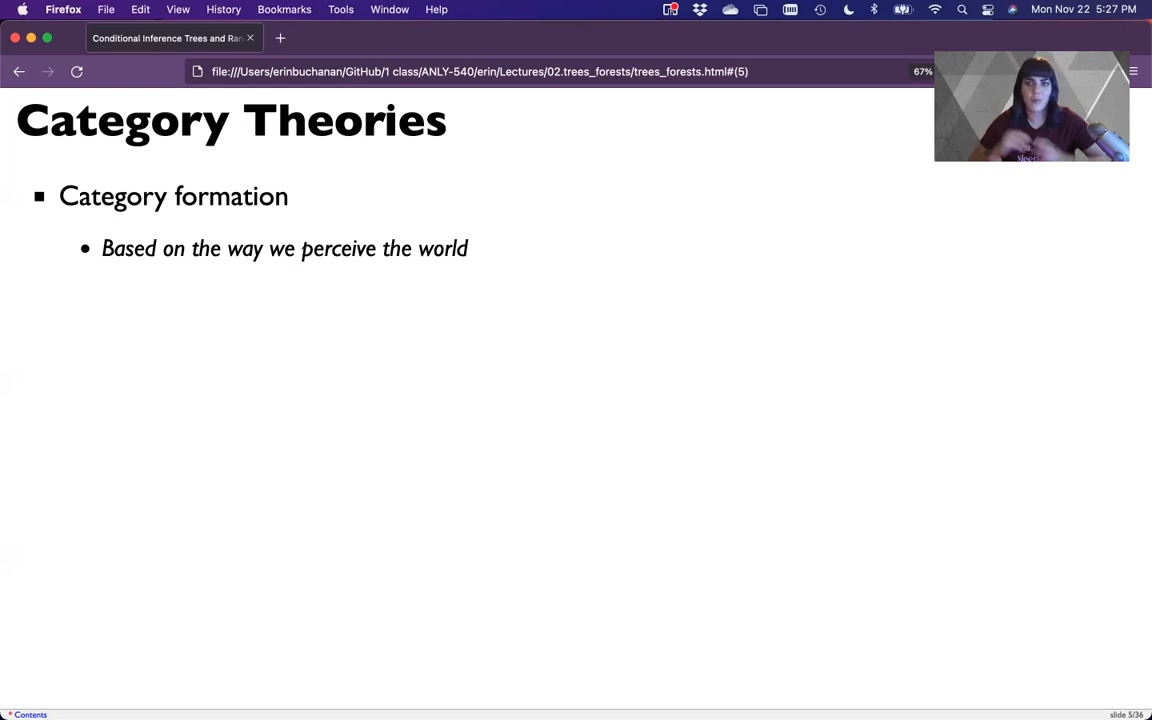 Firefox File Edit View History Bookmarks Tools Window Help Mon Nov 22 5:27 PM
Conditional Inference Trees and Ran
file:///Users/erinbuchanan/GitHub/1 class/ANLY-540/erin/Lectures/02.trees_forests/trees_forests.html#(5) 67%
Category Theories
Sleep
Category formation
Based on the way we perceive the world
* Contents slide 5/36